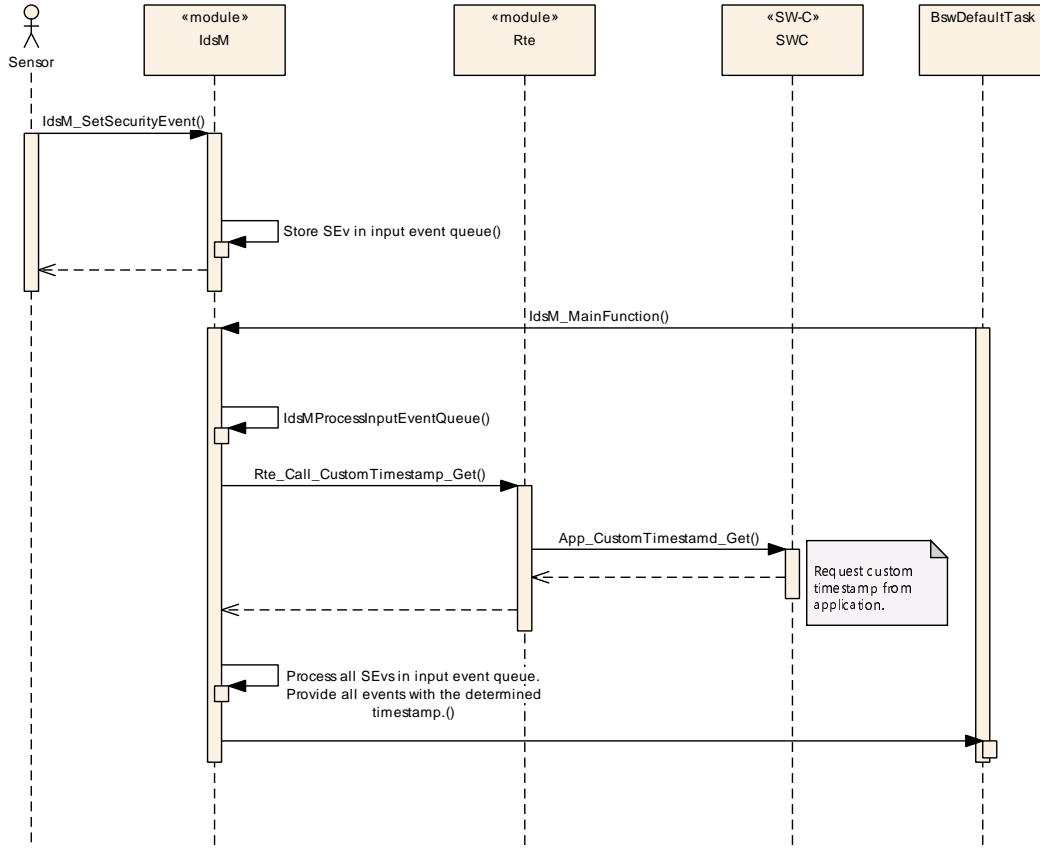 «module»
IdsM
«module»
Rte
«SW-C»
SWC
BswDefaultTask
Sensor
IdsM_SetSecurityEvent()
Store SEv in input event queue()
IdsM_MainFunction()
IdsMProcessInputEventQueue()
Rte_Call_CustomTimestamp_Get()
App_CustomTimestamd_Get()
Request custom
timestamp from
application.
Process all SEvs in input event queue.
Provide all events with the determined
timestamp.()